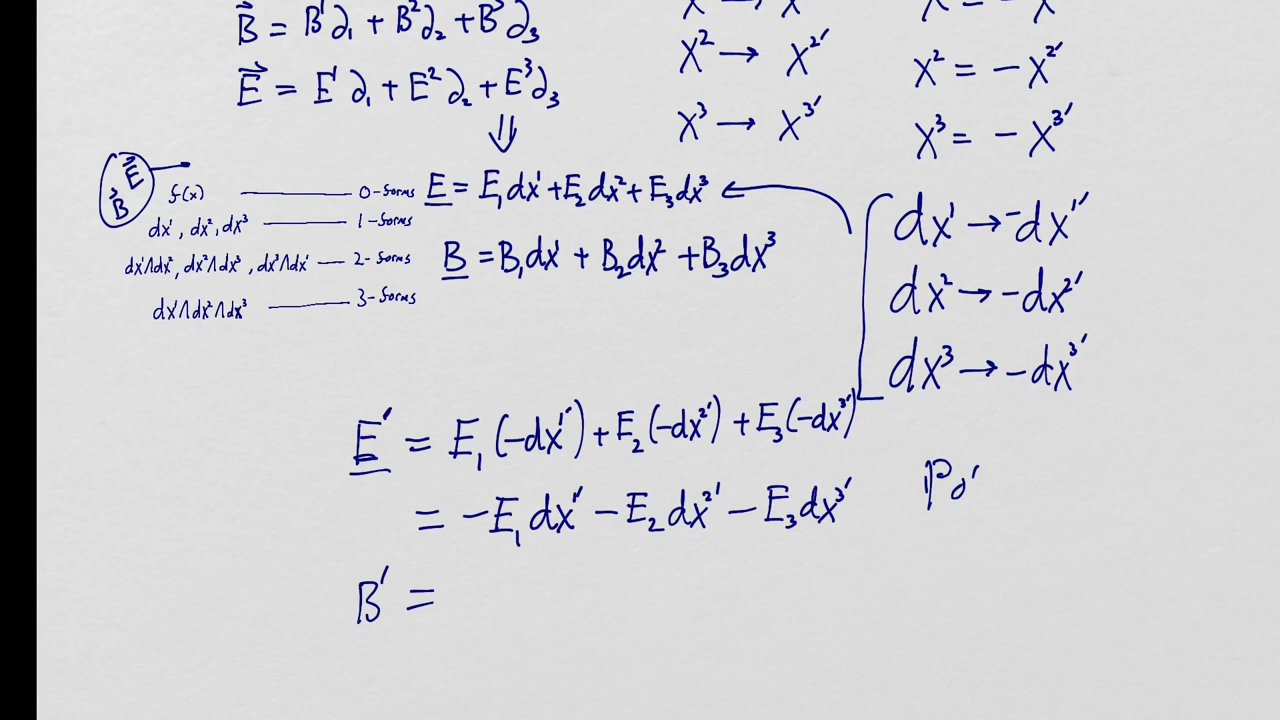 B⃗ = B¹∂₁ + B²∂₂ + B³∂₃
E⃗ = E¹∂₁ + E²∂₂ + E³∂₃
⇓
X² → X²′
X³ → X³′
X² = − X²′
X³ = − X³′
E⃗
B⃗
f(x) ——— 0-forms
dx¹, dx², dx³ ——— 1-forms
dx¹∧dx², dx²∧dx³, dx³∧dx¹ — 2-forms
dx¹∧dx²∧dx³ ——— 3-forms
E = E₁dx¹ + E₂dx² + E₃dx³
B = B₁dx¹ + B₂dx² + B₃dx³
dx¹ → −dx¹′
dx² → −dx²′
dx³ → −dx³′
E′ = E₁(−dx¹′) + E₂(−dx²′) + E₃(−dx³′)
= −E₁dx¹′ − E₂dx²′ − E₃dx³′
Po′
B′ =